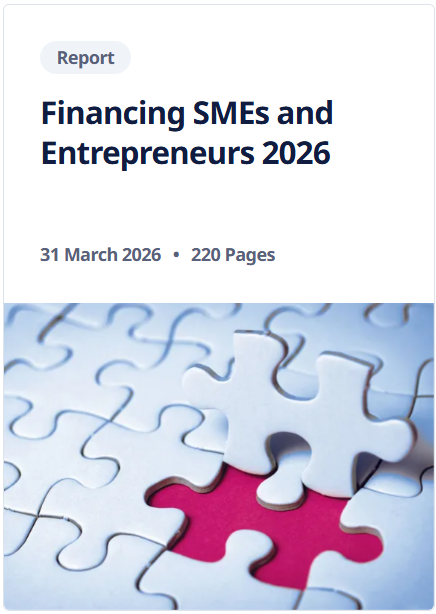 Report
Financing SMEs and
Entrepreneurs 2026
31 March 2026 • 220 Pages